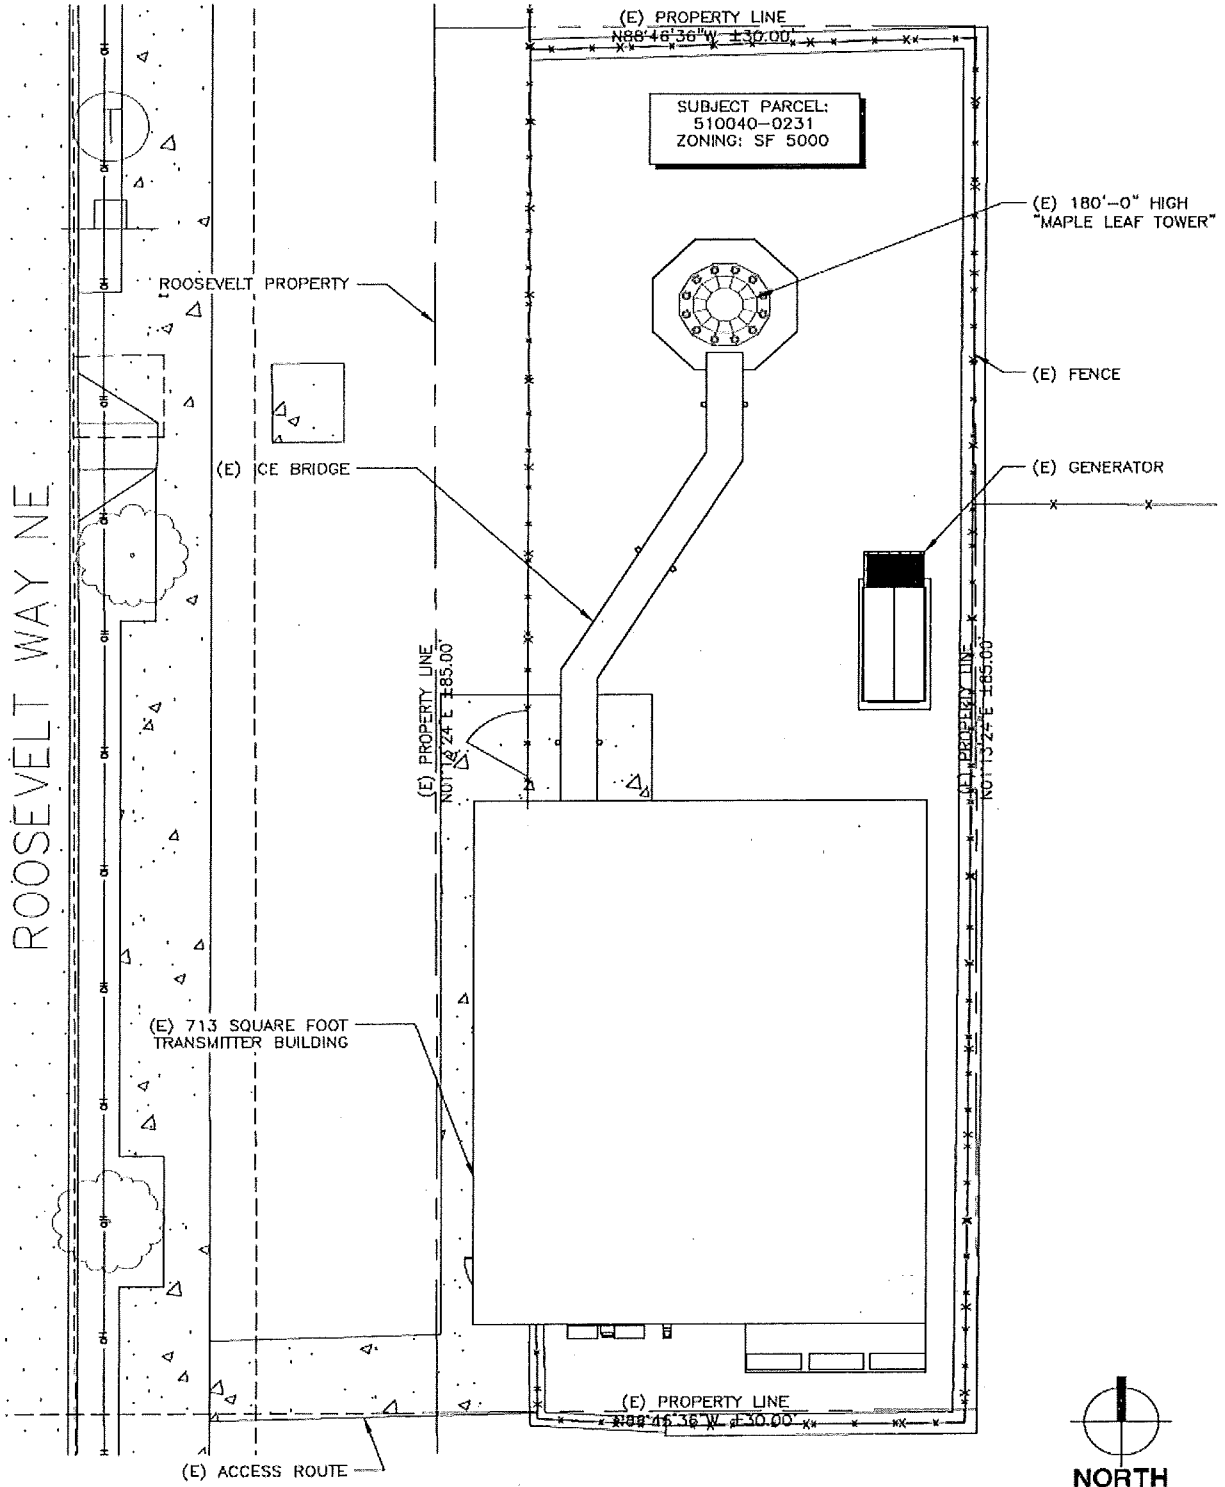 (E) PROPERTY LINE
N88°46'36"W ±30.00'
SUBJECT PARCEL:
510040-0231
ZONING: SF 5000
(E) 180'-0" HIGH
"MAPLE LEAF TOWER"
ROOSEVELT PROPERTY
(E) FENCE
(E) ICE BRIDGE
(E) GENERATOR
ROOSEVELT WAY NE
(E) PROPERTY LINE
N01°13'24"E ±85.00'
(E) PROPERTY LINE
N01°13'24"E ±85.00'
(E) 713 SQUARE FOOT
TRANSMITTER BUILDING
(E) PROPERTY LINE
N88°46'36"W ±30.00'
(E) ACCESS ROUTE
NORTH